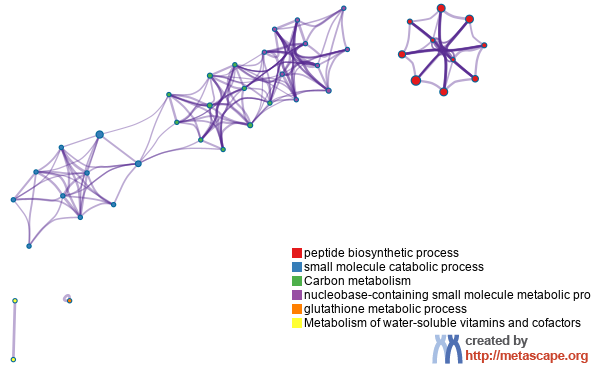 peptide biosynthetic process
small molecule catabolic process
Carbon metabolism
nucleobase-containing small molecule metabolic pro
glutathione metabolic process
Metabolism of water-soluble vitamins and cofactors
created by
http://metascape.org